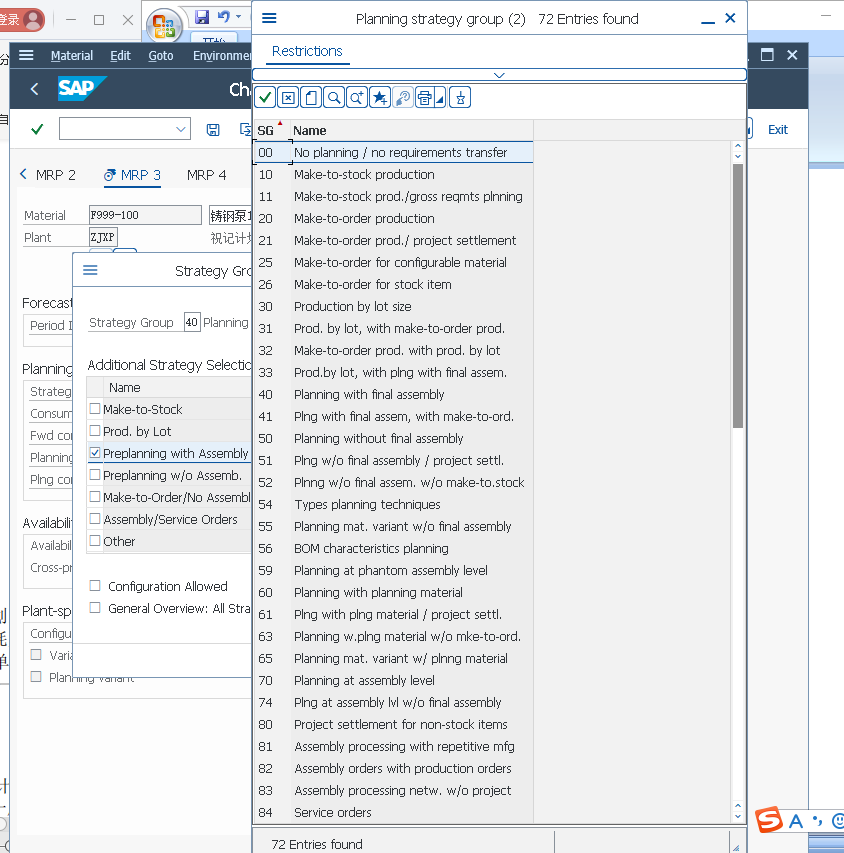 登录
开始
Planning strategy group (2) 72 Entries found
Restrictions
Material Edit Goto Environme
SAP
Ch
Exit
MRP 2
MRP 3
MRP 4
Material F999-100 铸钢泵1
Plant ZJXP 祝记计划
Forecast
Period I
Planning
Strateg
Consum
Fwd con
Planning
Plng con
Availabili
Availabil
Cross-pr
Plant-sp
Configu
Varia
Planning variant
Strategy Gro
Strategy Group 40 Planning
Additional Strategy Selectio
Name
Make-to-Stock
Prod. by Lot
Preplanning with Assembly
Preplanning w/o Assemb.
Make-to-Order/No Assembl
Assembly/Service Orders
Other
Configuration Allowed
General Overview: All Stra
SG Name
00 No planning / no requirements transfer
10 Make-to-stock production
11 Make-to-stock prod./gross reqmts plnning
20 Make-to-order production
21 Make-to-order prod./ project settlement
25 Make-to-order for configurable material
26 Make-to-order for stock item
30 Production by lot size
31 Prod. by lot, with make-to-order prod.
32 Make-to-order prod. with prod. by lot
33 Prod.by lot, with plng with final assem.
40 Planning with final assembly
41 Plng with final assem, with make-to-ord.
50 Planning without final assembly
51 Plng w/o final assembly / project settl.
52 Plnng w/o final assem. w/o make-to.stock
54 Types planning techniques
55 Planning mat. variant w/o final assembly
56 BOM characteristics planning
59 Planning at phantom assembly level
60 Planning with planning material
61 Plng with plng material / project settl.
63 Planning w.plng material w/o mke-to-ord.
65 Planning mat. variant w/ plnng material
70 Planning at assembly level
74 Plng at assembly lvl w/o final assembly
80 Project settlement for non-stock items
81 Assembly processing with repetitive mfg
82 Assembly orders with production orders
83 Assembly processing netw. w/o project
84 Service orders
72 Entries found
S A